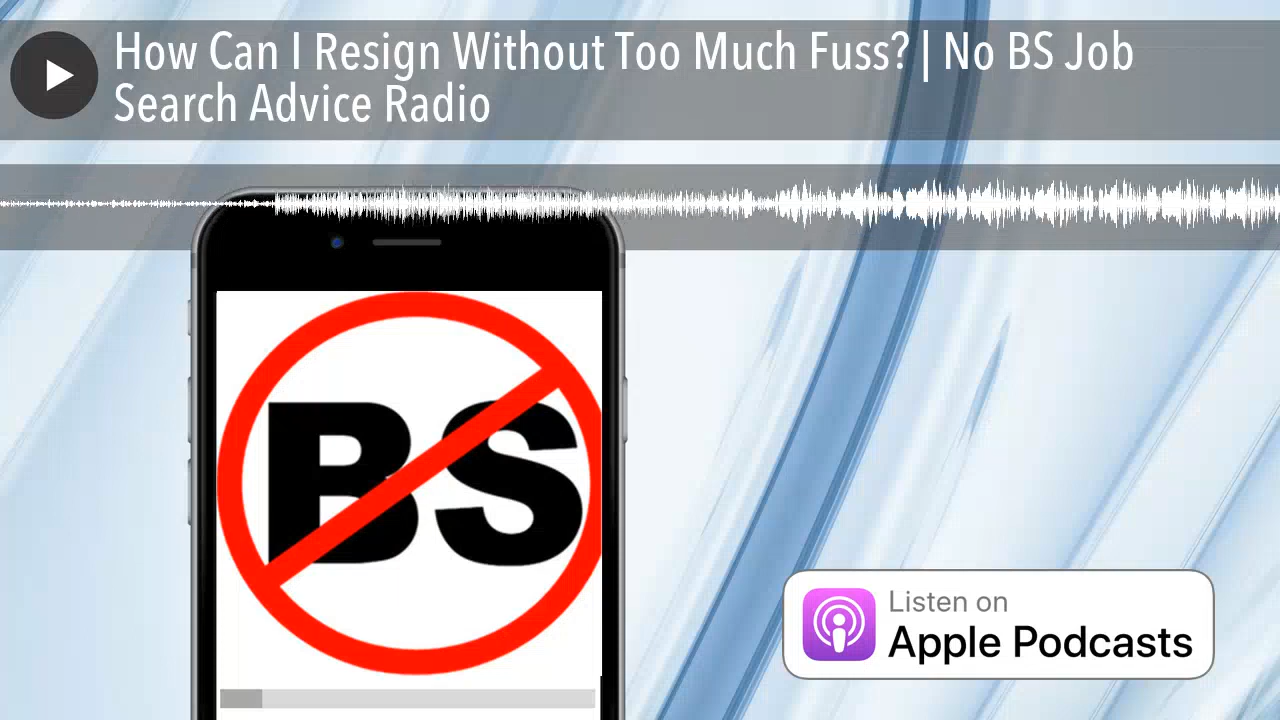 How Can I Resign Without Too Much Fuss? | No BS Job
Search Advice Radio
BS
Listen on
Apple Podcasts